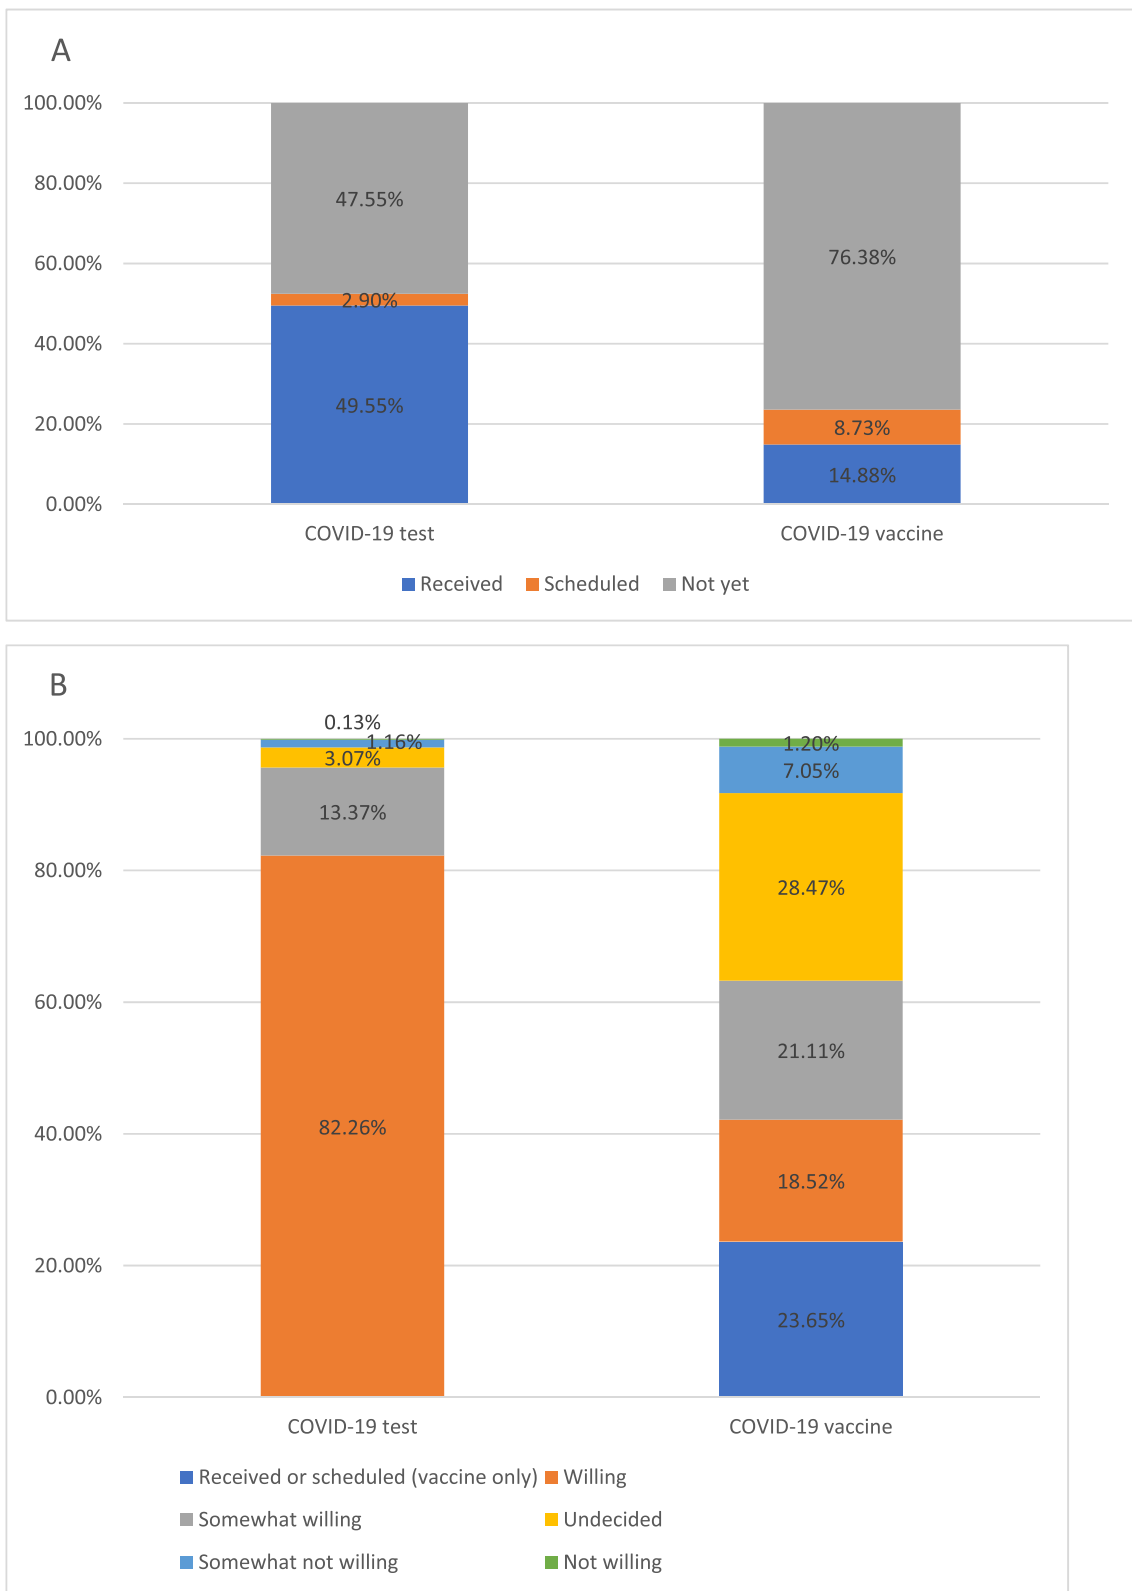 A
100.00%
80.00%
60.00%
40.00%
20.00%
0.00%
47.55%
2.90%
49.55%
76.38%
8.73%
14.88%
COVID-19 test
COVID-19 vaccine
Received Scheduled Not yet
B
100.00%
80.00%
60.00%
40.00%
20.00%
0.00%
0.13%
1.16%
3.07%
13.37%
82.26%
1.20%
7.05%
28.47%
21.11%
18.52%
23.65%
COVID-19 test
COVID-19 vaccine
Received or scheduled (vaccine only) Willing
Somewhat willing Undecided
Somewhat not willing Not willing